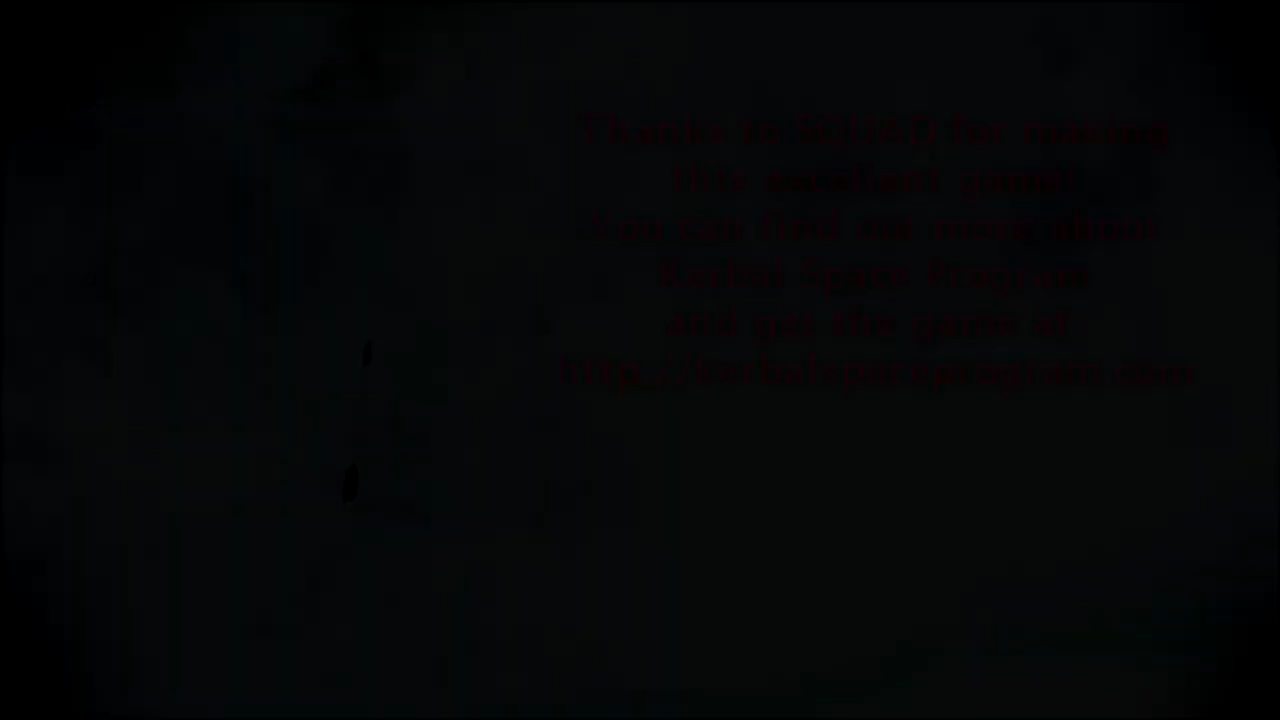 Thanks to SQUAD for making
this excellent game!
You can find out more about
Kerbal Space Program
and get the game at
http://kerbalspaceprogram.com